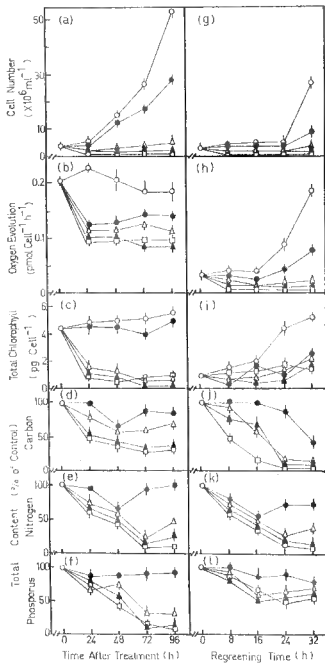 (a)
(g)
Cell Number
(X10⁶ ml⁻¹)
50
30
10
0
(b)
(h)
Oxygen Evolution
(pmol Cell⁻¹ h⁻¹)
0.2
0.1
0
(c)
(i)
Total Chlorophyll
(pg Cell⁻¹)
6
4
2
0
(d)
(j)
Carbon
100
50
0
(e)
(k)
Content (% of Control)
Nitrogen
100
50
0
(f)
(l)
Total
Phosporus
100
50
0
0 24 48 72 96
0 8 16 24 32
Time After Treatment (h)
Regreening Time (h)